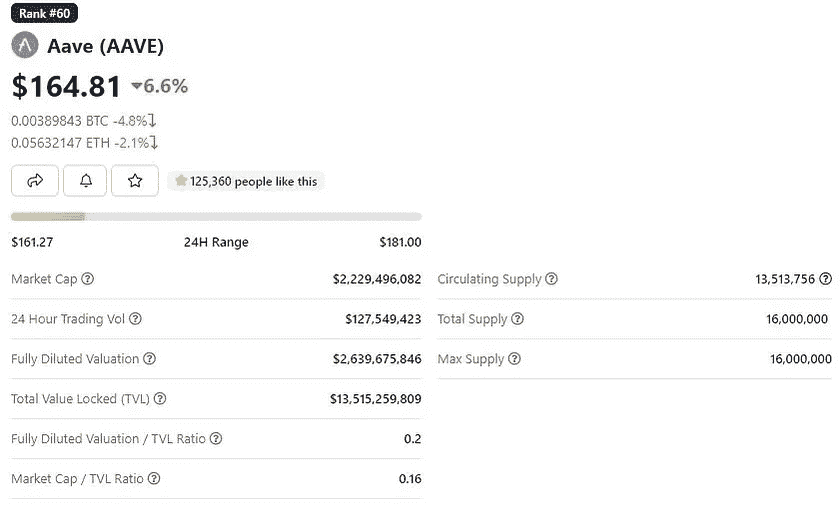 Rank #60
Aave (AAVE)
$164.81 ▼6.6%
0.00389843 BTC -4.8%
0.05632147 ETH -2.1%
125,360 people like this
$161.27 24H Range $181.00
Market Cap $2,229,496,082
Circulating Supply 13,513,756
24 Hour Trading Vol $127,549,423
Total Supply 16,000,000
Fully Diluted Valuation $2,639,675,846
Max Supply 16,000,000
Total Value Locked (TVL) $13,515,259,809
Fully Diluted Valuation / TVL Ratio 0.2
Market Cap / TVL Ratio 0.16